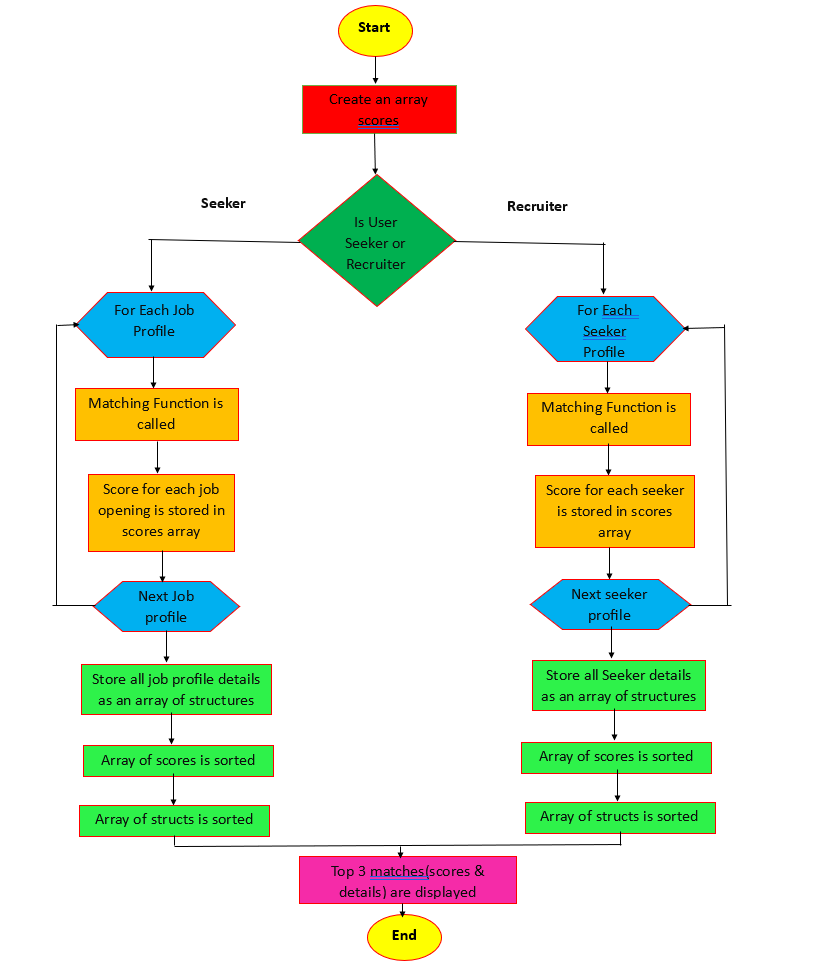 Start
Create an array
scores
Is User
Seeker or
Recruiter
Seeker
Recruiter
For Each Job
Profile
Matching Function is
called
Score for each job
opening is stored in
scores array
Next Job
profile
Store all job profile details
as an array of structures
Array of scores is sorted
Array of structs is sorted
For Each
Seeker
Profile
Matching Function is
called
Score for each seeker
is stored in scores
array
Next seeker
profile
Store all Seeker details
as an array of structures
Array of scores is sorted
Array of structs is sorted
Top 3 matches(scores &
details) are displayed
End